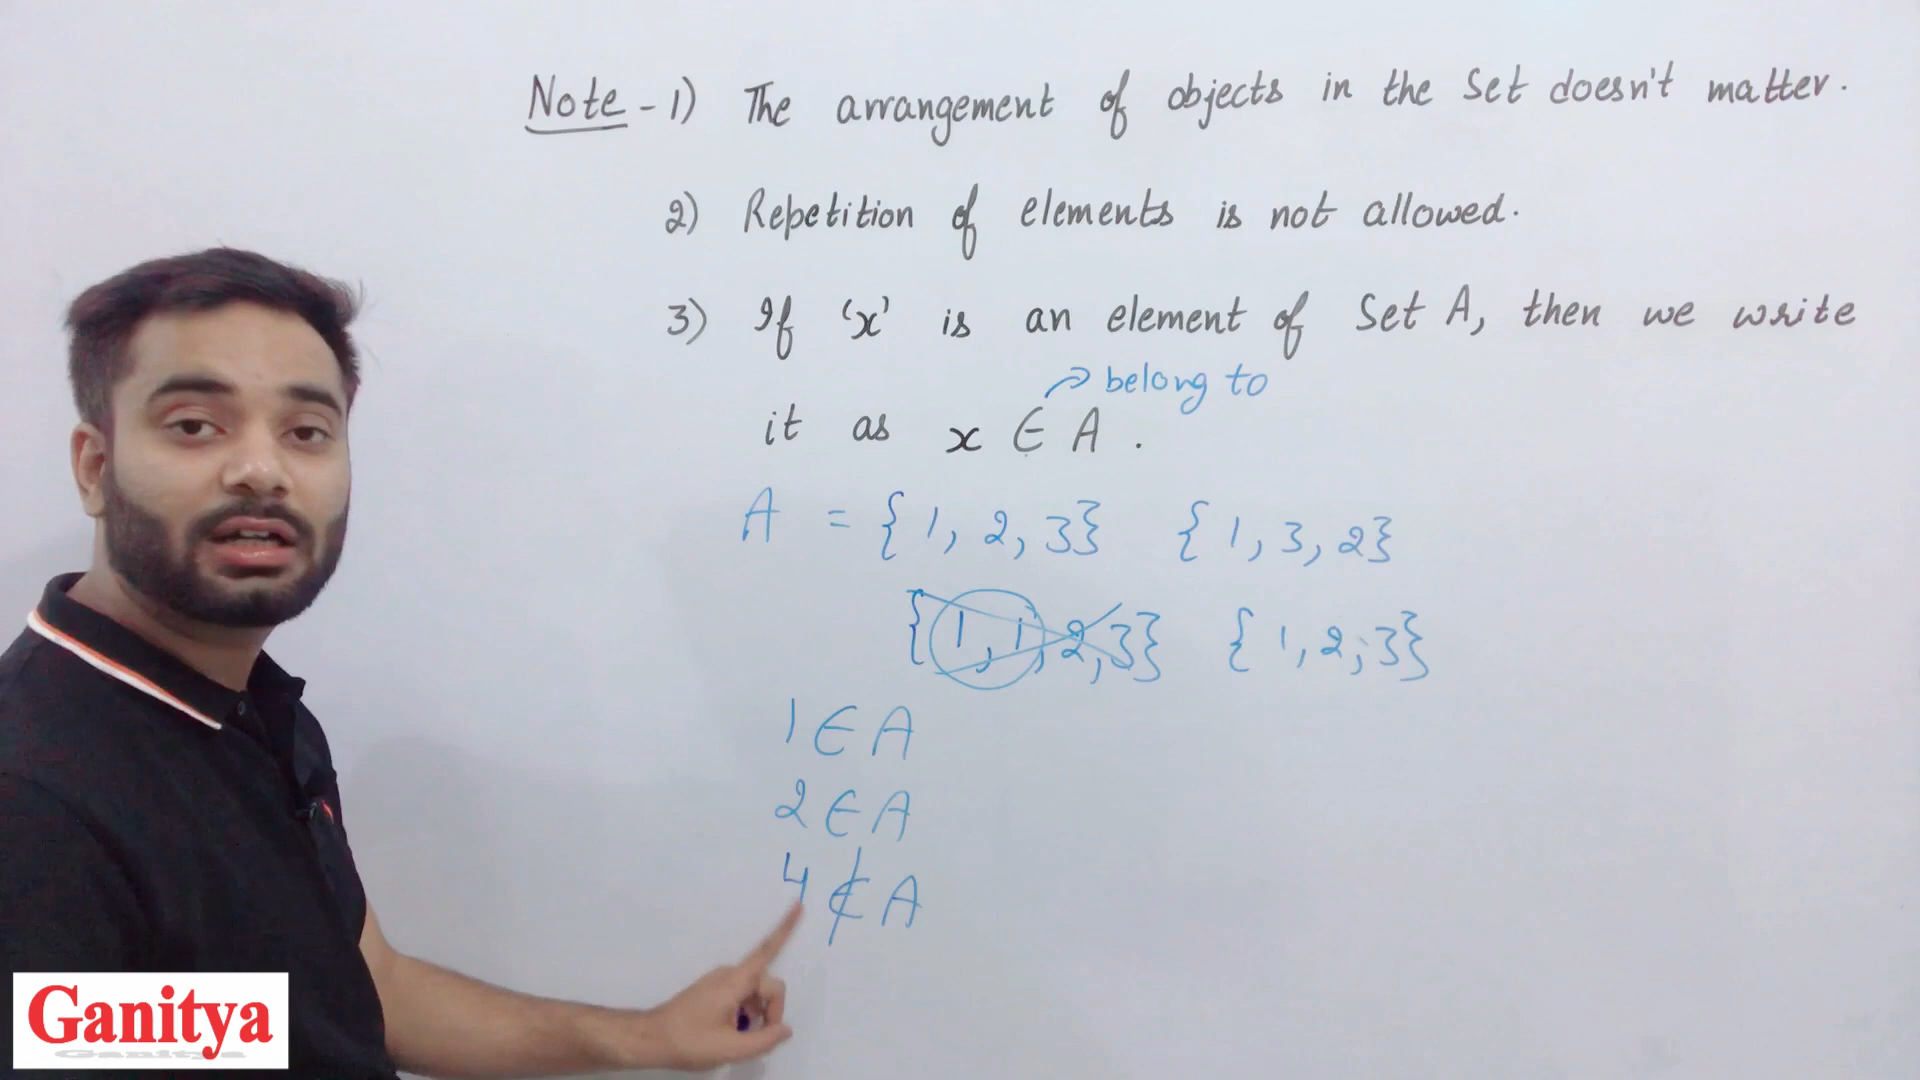 Note - 1) The arrangement of objects in the Set doesn't matter.
2) Repetition of elements is not allowed.
3) If 'x' is an element of Set A, then we write
belong to
it as x ∈ A .
A = {1, 2, 3} {1, 3, 2}
{1, 1, 2, 3} {1, 2, 3}
1 ∈ A
2 ∈ A
4 ∉ A
Ganitya